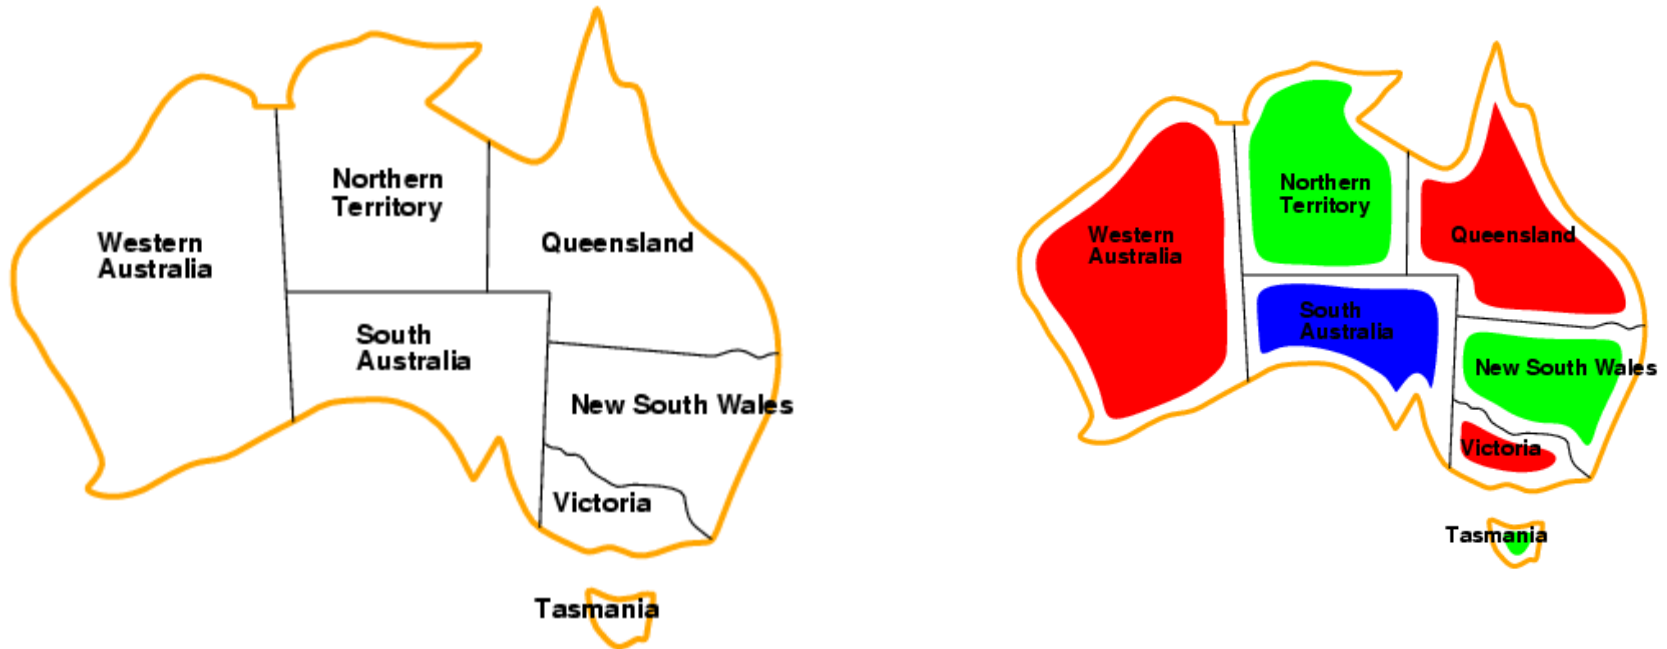 Northern
Territory
Western
Australia
Queensland
South
Australia
New South Wales
Victoria
Tasmania
Northern
Territory
Western
Australia
Queensland
South
Australia
New South Wales
Victoria
Tasmania